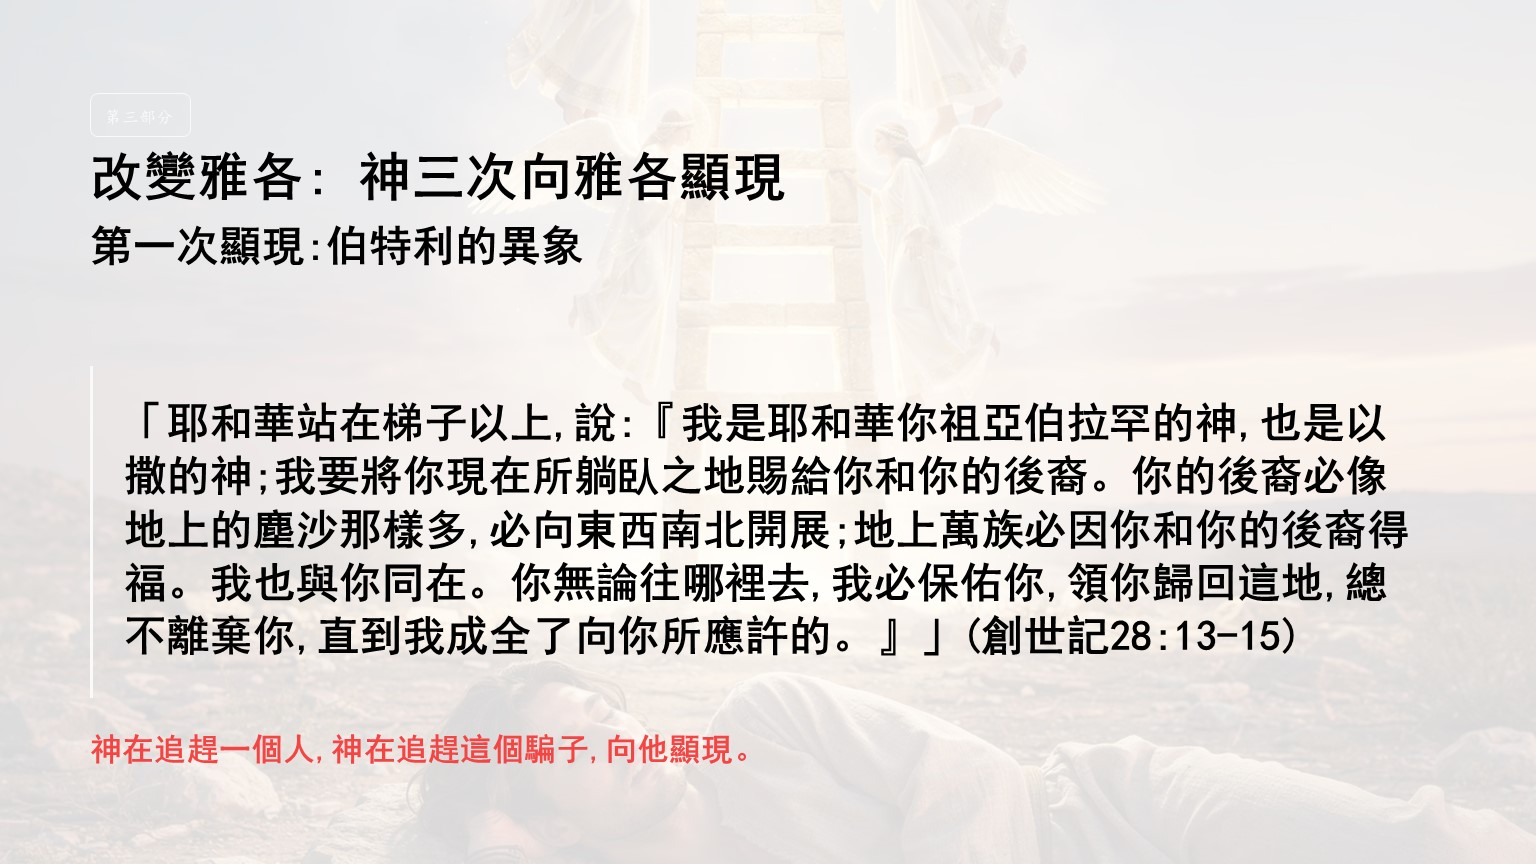 第三部分
改變雅各: 神三次向雅各顯現
第一次顯現:伯特利的異象
「耶和華站在梯子以上,說:『我是耶和華你祖亞伯拉罕的神,也是以
撒的神;我要將你現在所躺臥之地賜給你和你的後裔。你的後裔必像
地上的塵沙那樣多,必向東西南北開展;地上萬族必因你和你的後裔得
福。我也與你同在。你無論往哪裡去,我必保佑你,領你歸回這地,總
不離棄你,直到我成全了向你所應許的。』」(創世記28:13-15)
神在追趕一個人,神在追趕這個騙子,向他顯現。